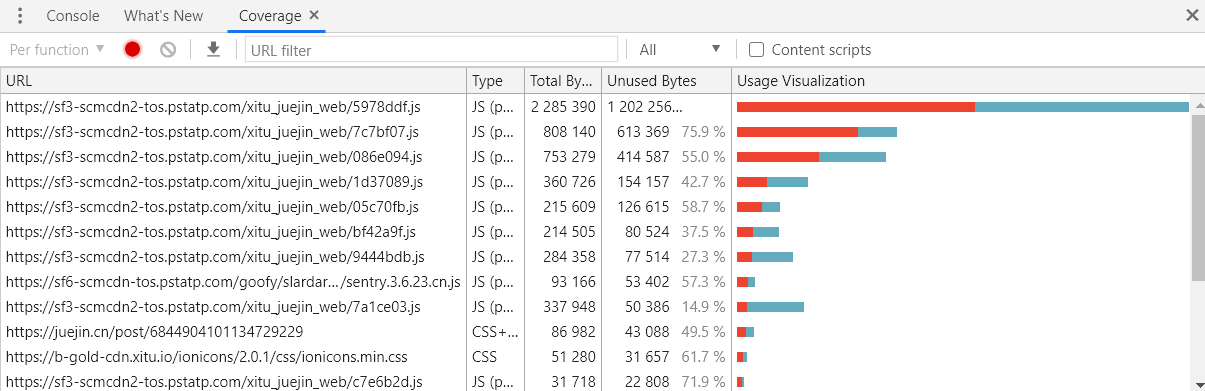 Console What's New Coverage ×
Per function ▼ URL filter All ▼ Content scripts
URL Type Total By... Unused Bytes Usage Visualization
https://sf3-scmcdn2-tos.pstatp.com/xitu_juejin_web/5978ddf.js JS (p... 2 285 390 1 202 256...
https://sf3-scmcdn2-tos.pstatp.com/xitu_juejin_web/7c7bf07.js JS (p... 808 140 613 369 75.9 %
https://sf3-scmcdn2-tos.pstatp.com/xitu_juejin_web/086e094.js JS (p... 753 279 414 587 55.0 %
https://sf3-scmcdn2-tos.pstatp.com/xitu_juejin_web/1d37089.js JS (p... 360 726 154 157 42.7 %
https://sf3-scmcdn2-tos.pstatp.com/xitu_juejin_web/05c70fb.js JS (p... 215 609 126 615 58.7 %
https://sf3-scmcdn2-tos.pstatp.com/xitu_juejin_web/bf42a9f.js JS (p... 214 505 80 524 37.5 %
https://sf3-scmcdn2-tos.pstatp.com/xitu_juejin_web/9444bdb.js JS (p... 284 358 77 514 27.3 %
https://sf6-scmcdn-tos.pstatp.com/goofy/slardar.../sentry.3.6.23.cn.js JS (p... 93 166 53 402 57.3 %
https://sf3-scmcdn2-tos.pstatp.com/xitu_juejin_web/7a1ce03.js JS (p... 337 948 50 386 14.9 %
https://juejin.cn/post/6844904101134729229 CSS+... 86 982 43 088 49.5 %
https://b-gold-cdn.xitu.io/ionicons/2.0.1/css/ionicons.min.css CSS 51 280 31 657 61.7 %
https://sf3-scmcdn2-tos.pstatp.com/xitu_juejin_web/c7e6b2d.js JS (p... 31 718 22 808 71.9 %